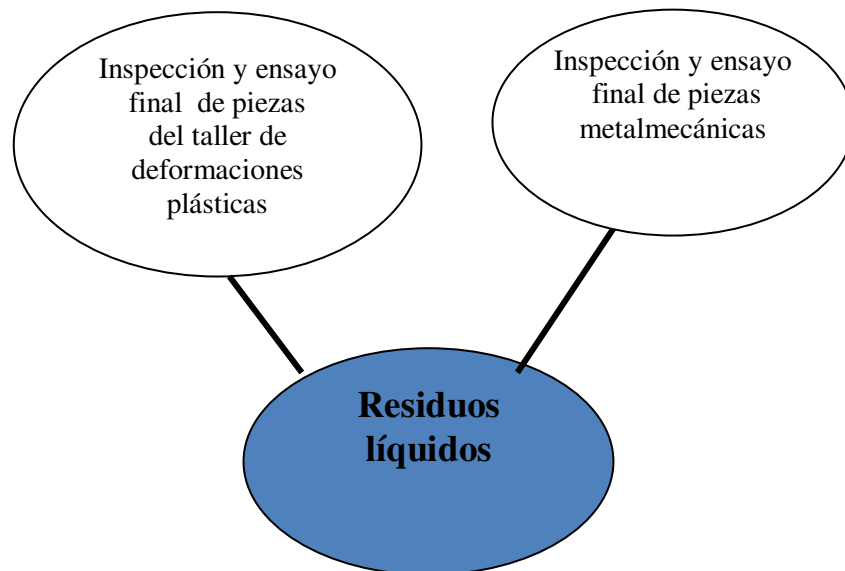 Inspección y ensayo
final de piezas
del taller de
deformaciones
plásticas
Inspección y ensayo
final de piezas
metalmecánicas
Residuos
líquidos